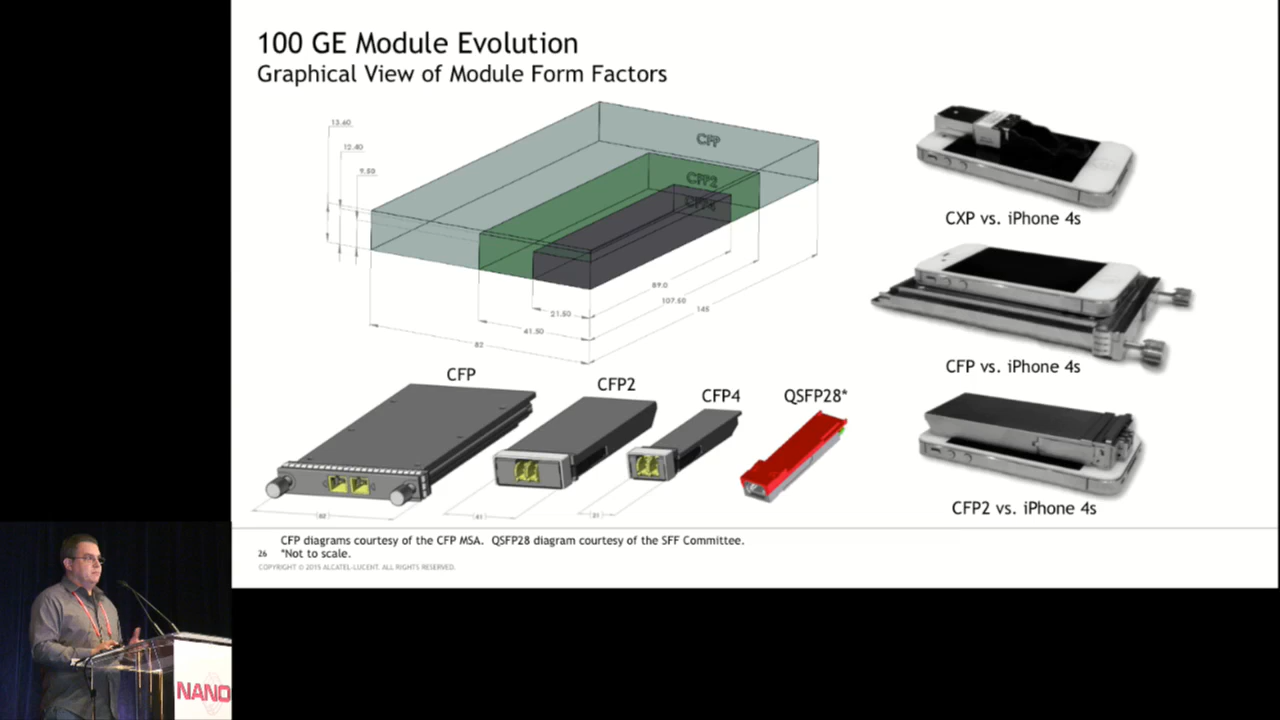 100 GE Module Evolution
Graphical View of Module Form Factors
13.60
12.40
9.50
CFP
CFP2
89.0
107.50
145
21.50
41.50
82
CXP vs. iPhone 4s
CFP vs. iPhone 4s
CFP2 vs. iPhone 4s
CFP
CFP2
CFP4
QSFP28*
82
41
21
CFP diagrams courtesy of the CFP MSA. QSFP28 diagram courtesy of the SFF Committee.
26 *Not to scale.
COPYRIGHT © 2015 ALCATEL-LUCENT. ALL RIGHTS RESERVED.
NANO